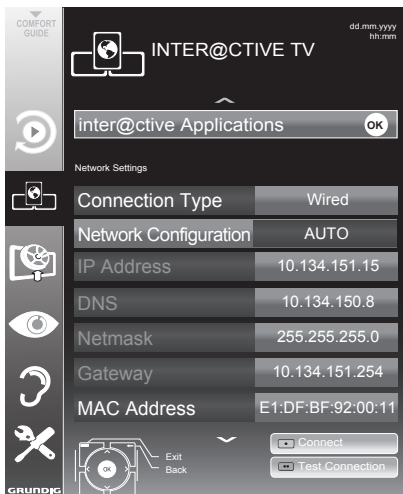 COMFORT
GUIDE
INTER@CTIVE TV
dd.mm.yyyy
hh:mm
inter@ctive Applications
OK
Network Settings
Connection Type Wired
Network Configuration AUTO
IP Address 10.134.151.15
DNS 10.134.150.8
Netmask 255.255.255.0
Gateway 10.134.151.254
MAC Address E1:DF:BF:92:00:11
Exit
Back
OK
Connect
Test Connection
GRUNDIG